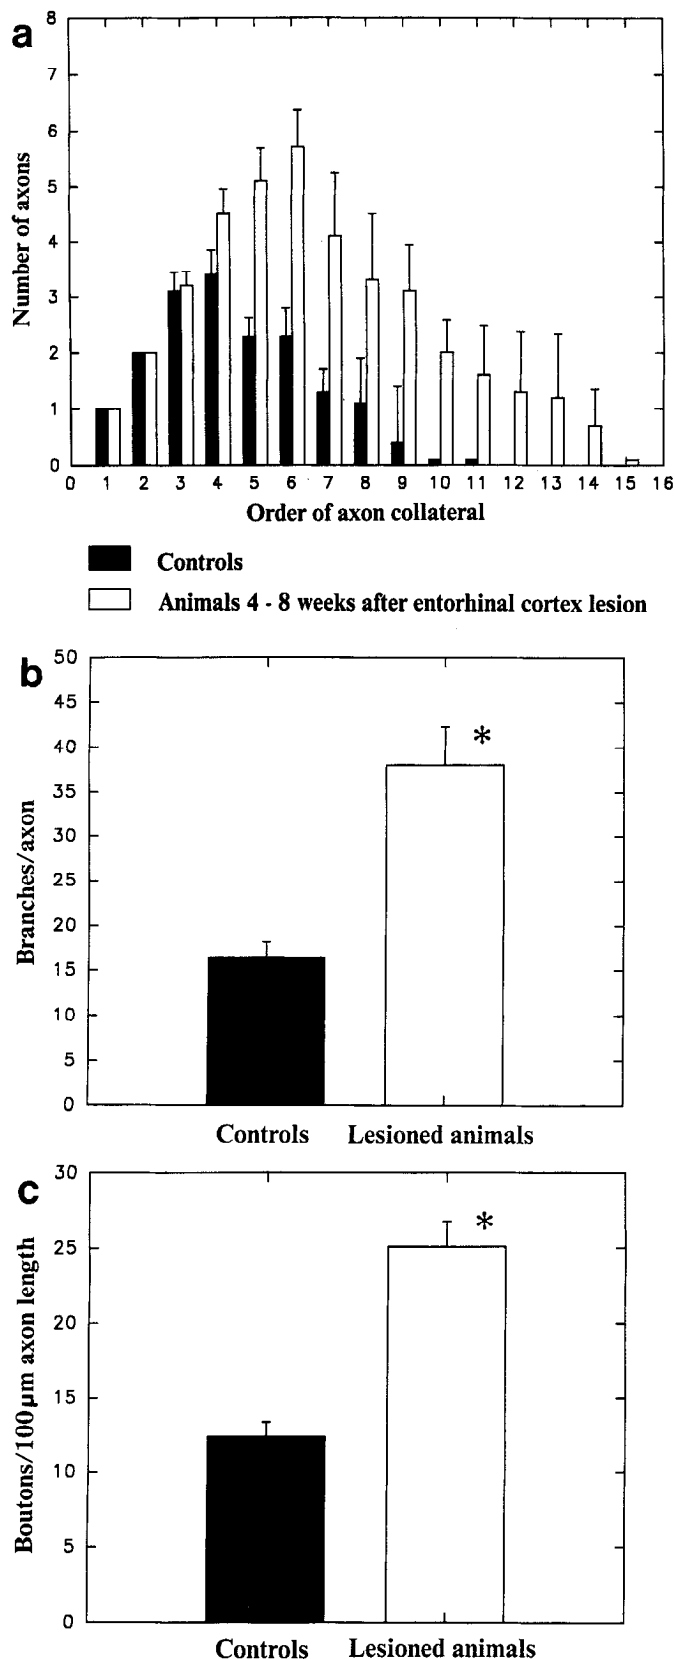 a
8
7
6
5
4
3
2
1
0
Number of axons
0 1 2 3 4 5 6 7 8 9 10 11 12 13 14 15 16
Order of axon collateral
Controls
Animals 4 - 8 weeks after entorhinal cortex lesion
b
50
45
40
35
30
25
20
15
10
5
0
Branches/axon
*
Controls Lesioned animals
c
30
25
20
15
10
5
0
Boutons/100µm axon length
*
Controls Lesioned animals